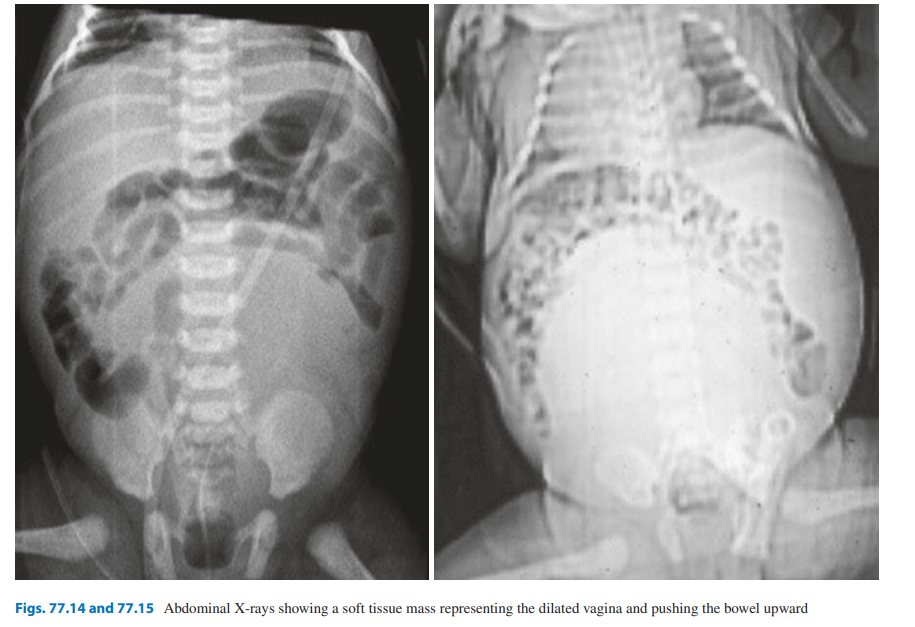 Figs. 77.14 and 77.15 Abdominal X-rays showing a soft tissue mass representing the dilated vagina and pushing the bowel upward